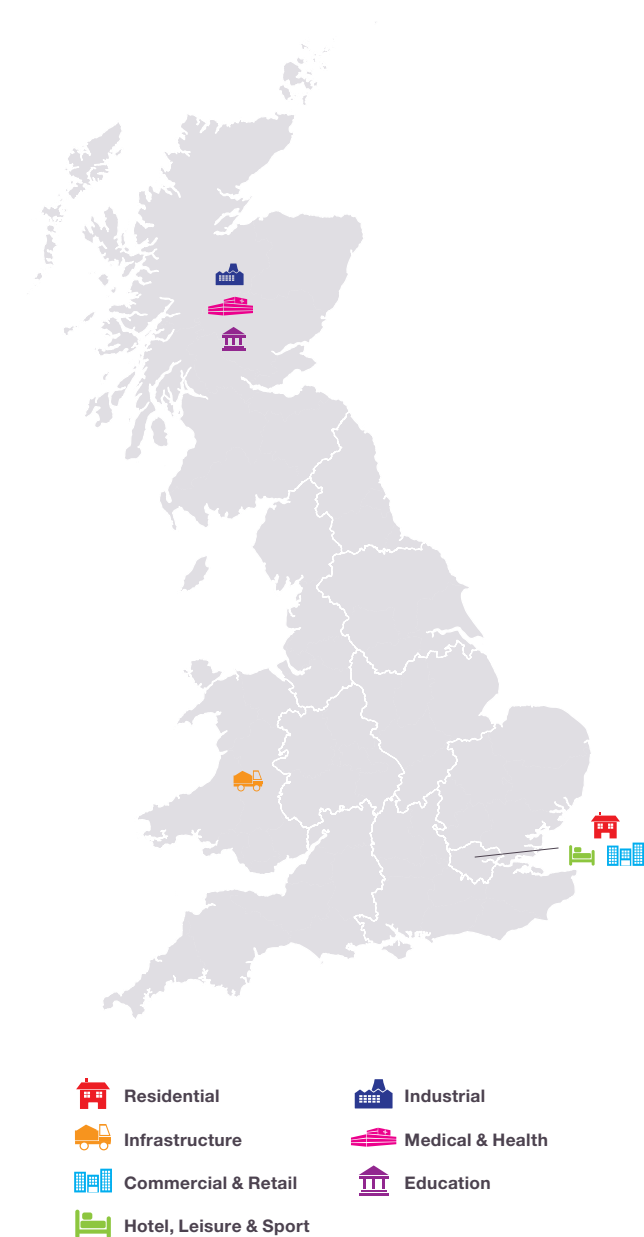 Residential
Industrial
Infrastructure
Medical & Health
Commercial & Retail
Education
Hotel, Leisure & Sport